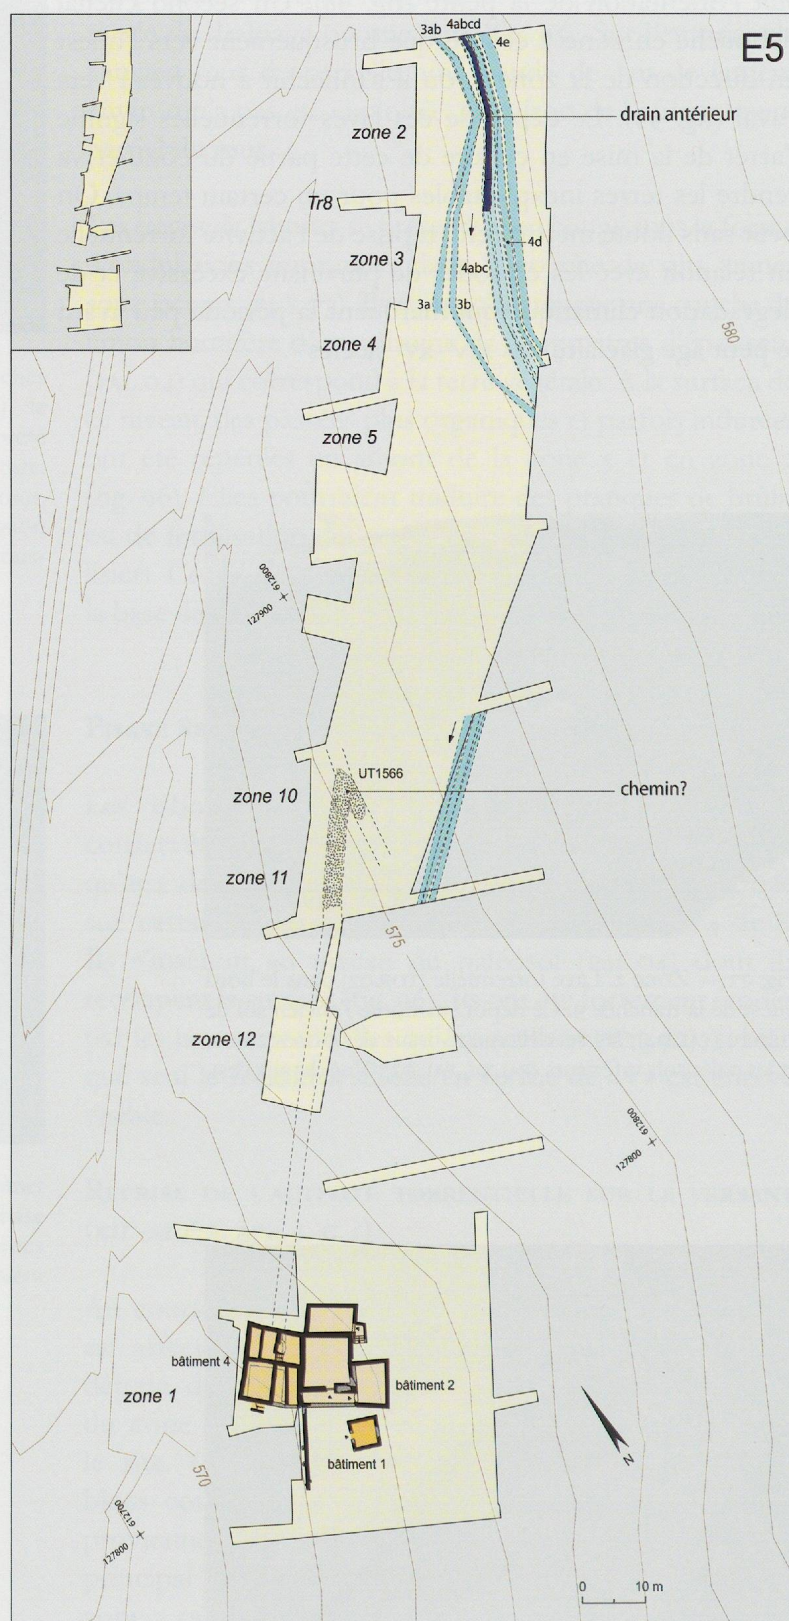 E5
3ab
4abcd
4e
drain antérieur
zone 2
Tr8
4d
zone 3
4abc
3a
3b
580
zone 4
zone 5
612800
127900
UT1566
zone 10
chemin?
zone 11
575
zone 12
612800
127800
bâtiment 4
zone 1
bâtiment 2
bâtiment 1
570
N
612700
127800
0 10 m